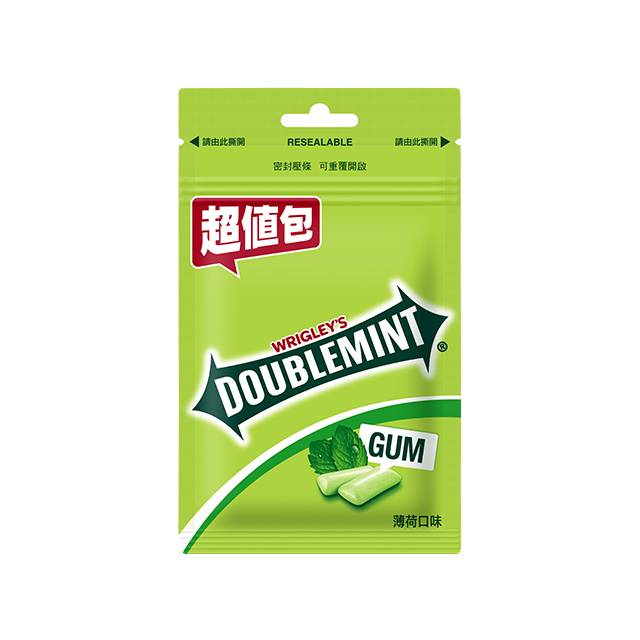 請由此撕開 RESEALABLE 請由此撕開
密封壓條 可重覆開啟
超值包
WRIGLEY'S
DOUBLEMINT®
GUM
薄荷口味